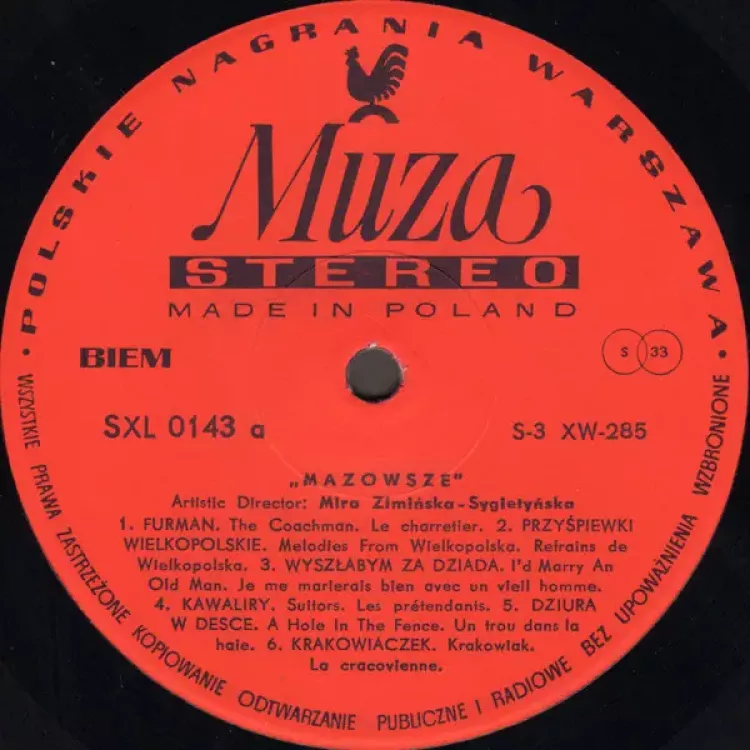 • POLSKIE NAGRANIA WARSZAWA •
Muza
STEREO
MADE IN POLAND
BIEM
S 33
SXL 0143 a
S-3 XW-285
„MAZOWSZE”
Artistic Director: Mira Zimińska-Sygietyńska
1. FURMAN. The Coachman. Le charretier. 2. PRZYŚPIEWKI
WIELKOPOLSKIE. Melodies From Wielkopolska. Refrains de
Wielkopolska. 3. WYSZŁABYM ZA DZIADA. I'd Marry An
Old Man. Je me marierais bien avec un vieil homme.
4. KAWALIRY. Suitors. Les prétendanis. 5. DZIURA
W DESCE. A Hole In The Fence. Un trou dans la
haie. 6. KRAKOWIACZEK. Krakowiak.
La cracovienne.
WSZYSTKIE PRAWA ZASTRZEŻONE KOPIOWANIE ODTWARZANIE PUBLICZNE I RADIOWE BEZ UPOWAŻNIENIA WZBRONIONE